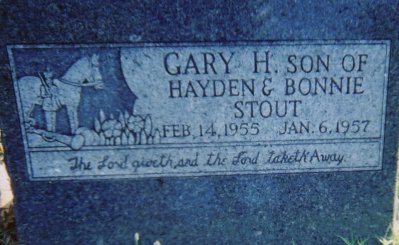 GARY H. SON OF
HAYDEN & BONNIE
STOUT
FEB. 14, 1955 JAN. 6, 1957
The Lord giveth, and the Lord taketh Away.